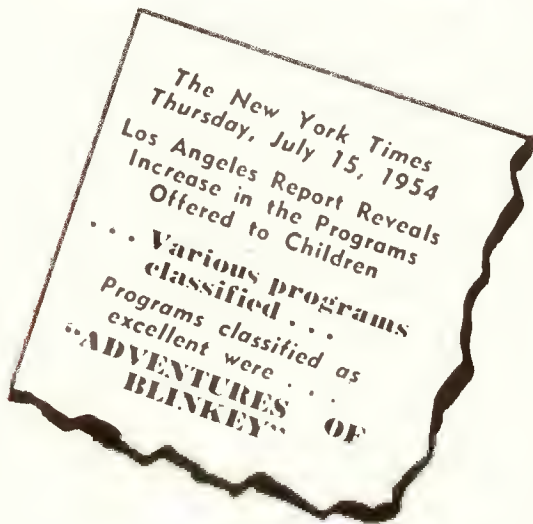 The New York Times
Thursday, July 15, 1954
Los Angeles Report Reveals
Increase in the Programs
Offered to Children
. . . Various programs
classified . . .
Programs classified as
excellent were . . .
"ADVENTURES OF
BLINKEY"